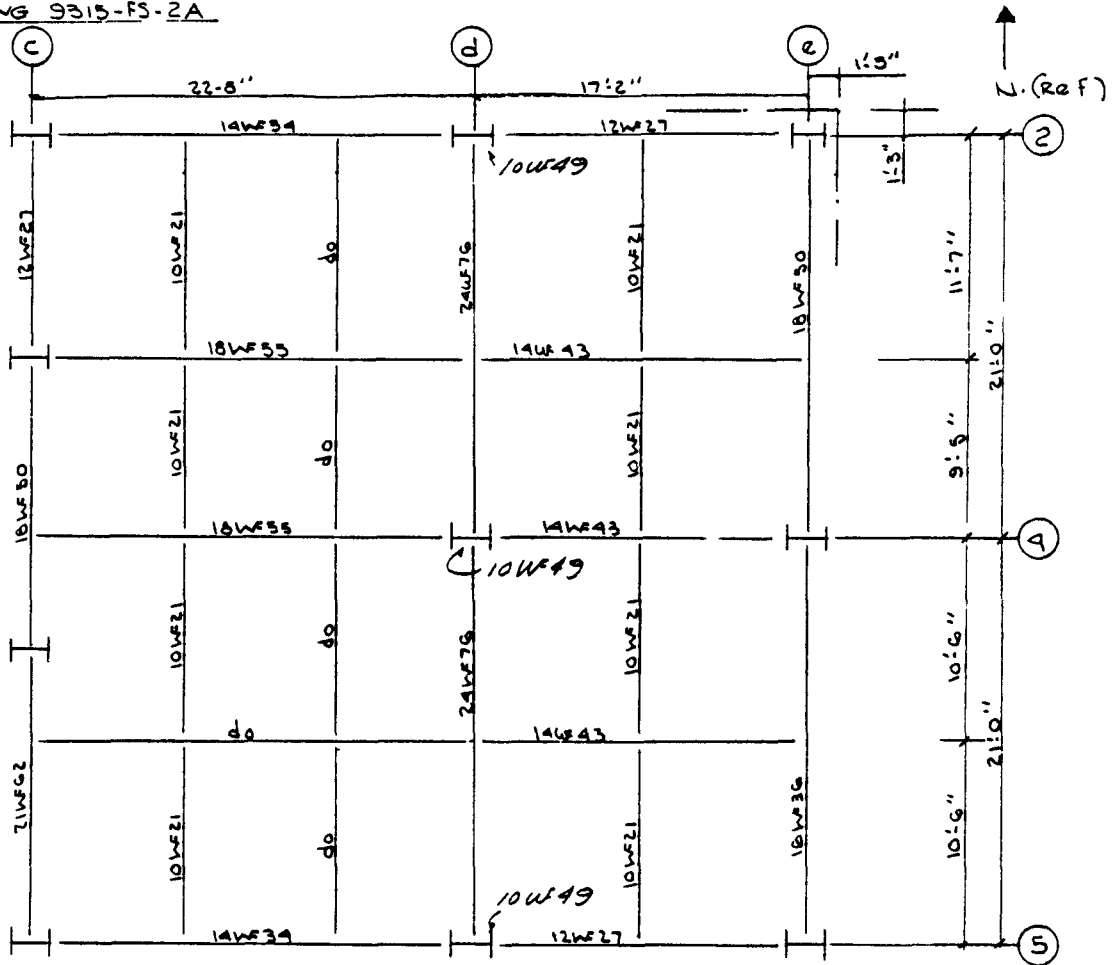 NG 9315-FS-2A
C d e
22-8" 17'-2" 1'-5"
N. (Ref)
14WF34 12WF27 2
10WF49 1'-3"
12WF27 10WF21 do 24WF76 10WF21 18WF50 11'-7"
18WF55 14WF43 21'-0"
18WF50 10WF21 do 10WF21 9'-5"
18WF55 14WF43 4
10WF49
10WF21 do 24WF76 10WF21 10'-6"
do 14WF43 21'-0"
21WF62 10WF21 do 10WF21 16WF36 10'-6"
10WF49
14WF34 12WF27 5